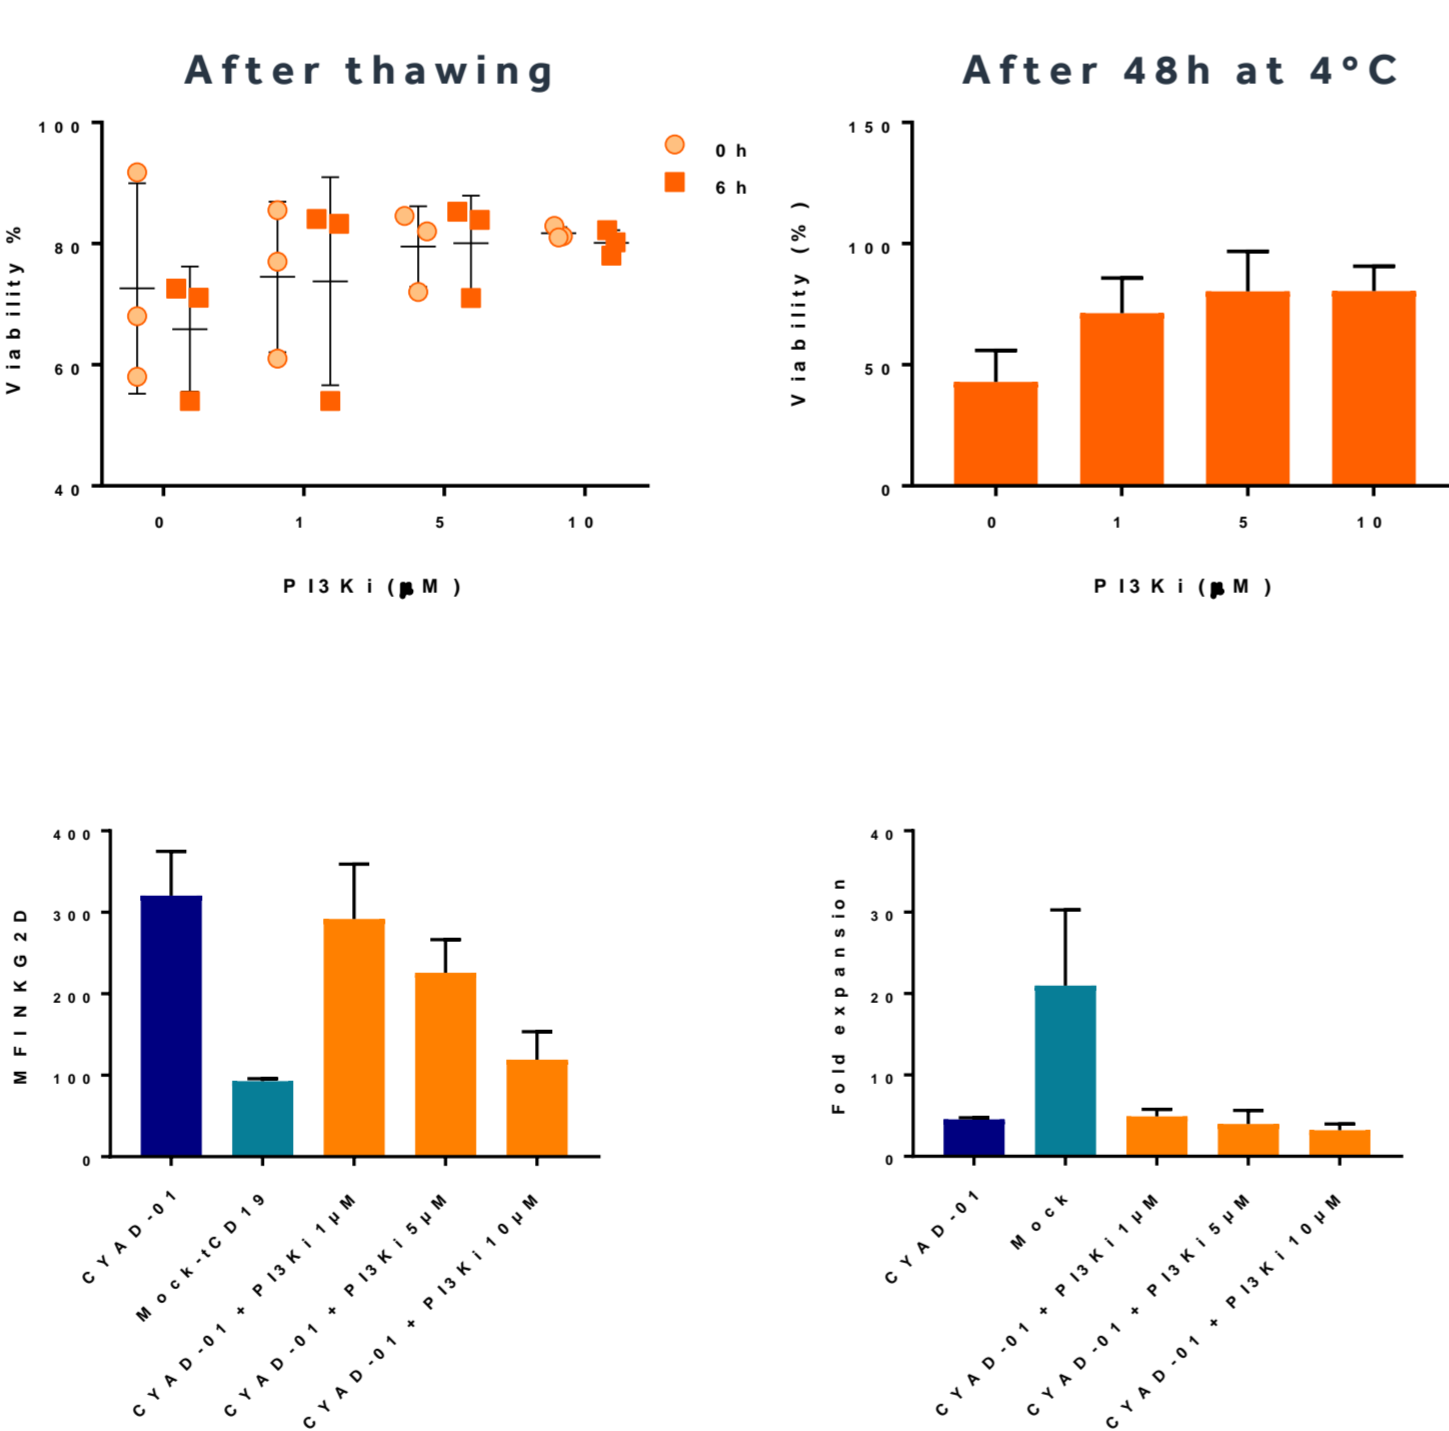 After thawing
100
80
60
40
Viability %
0 h
6 h
0 1 5 10
PI3Ki (µM)
After 48h at 4°C
150
100
50
0
Viability (%)
0 1 5 10
PI3Ki (µM)
400
300
200
100
0
MFI NKG2D
CYAD-01
Mock-tCD19
CYAD-01 + PI3Ki 1µM
CYAD-01 + PI3Ki 5µM
CYAD-01 + PI3Ki 10µM
40
30
20
10
0
Fold expansion
CYAD-01
Mock
CYAD-01 + PI3Ki 1µM
CYAD-01 + PI3Ki 5µM
CYAD-01 + PI3Ki 10µM